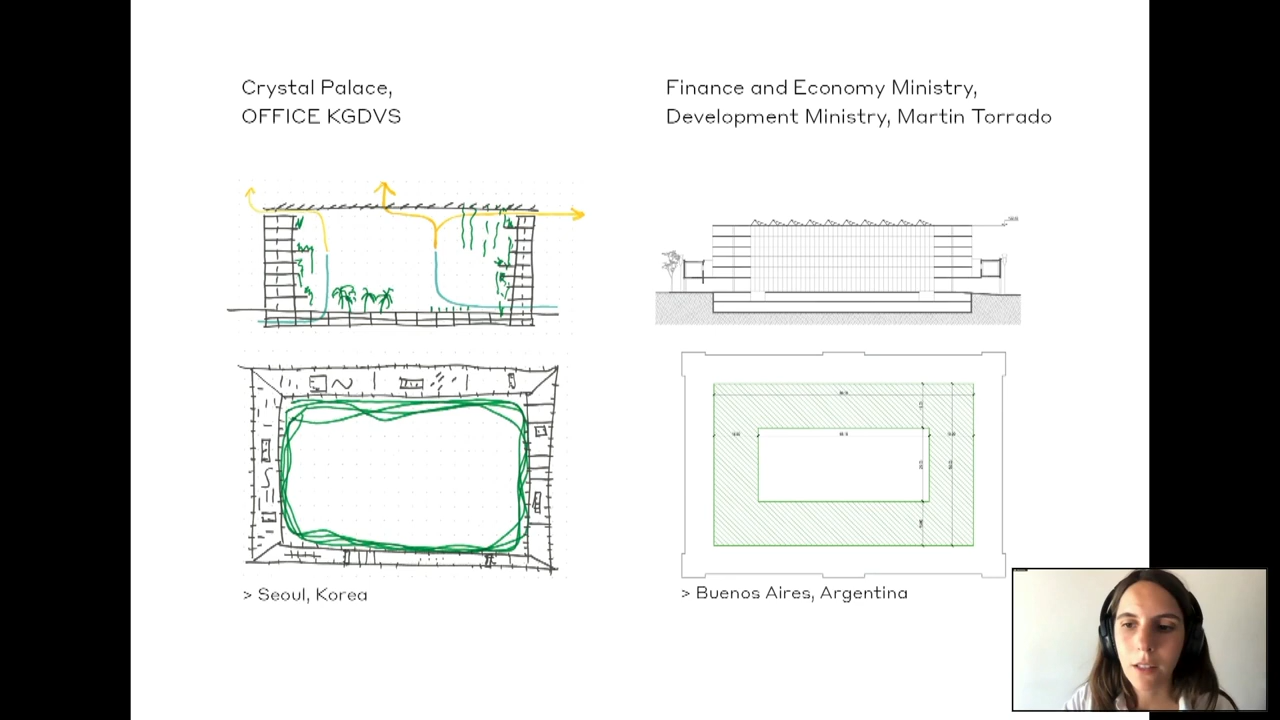 Crystal Palace,
OFFICE KGDVS
Finance and Economy Ministry,
Development Ministry, Martin Torrado
> Seoul, Korea
> Buenos Aires, Argentina